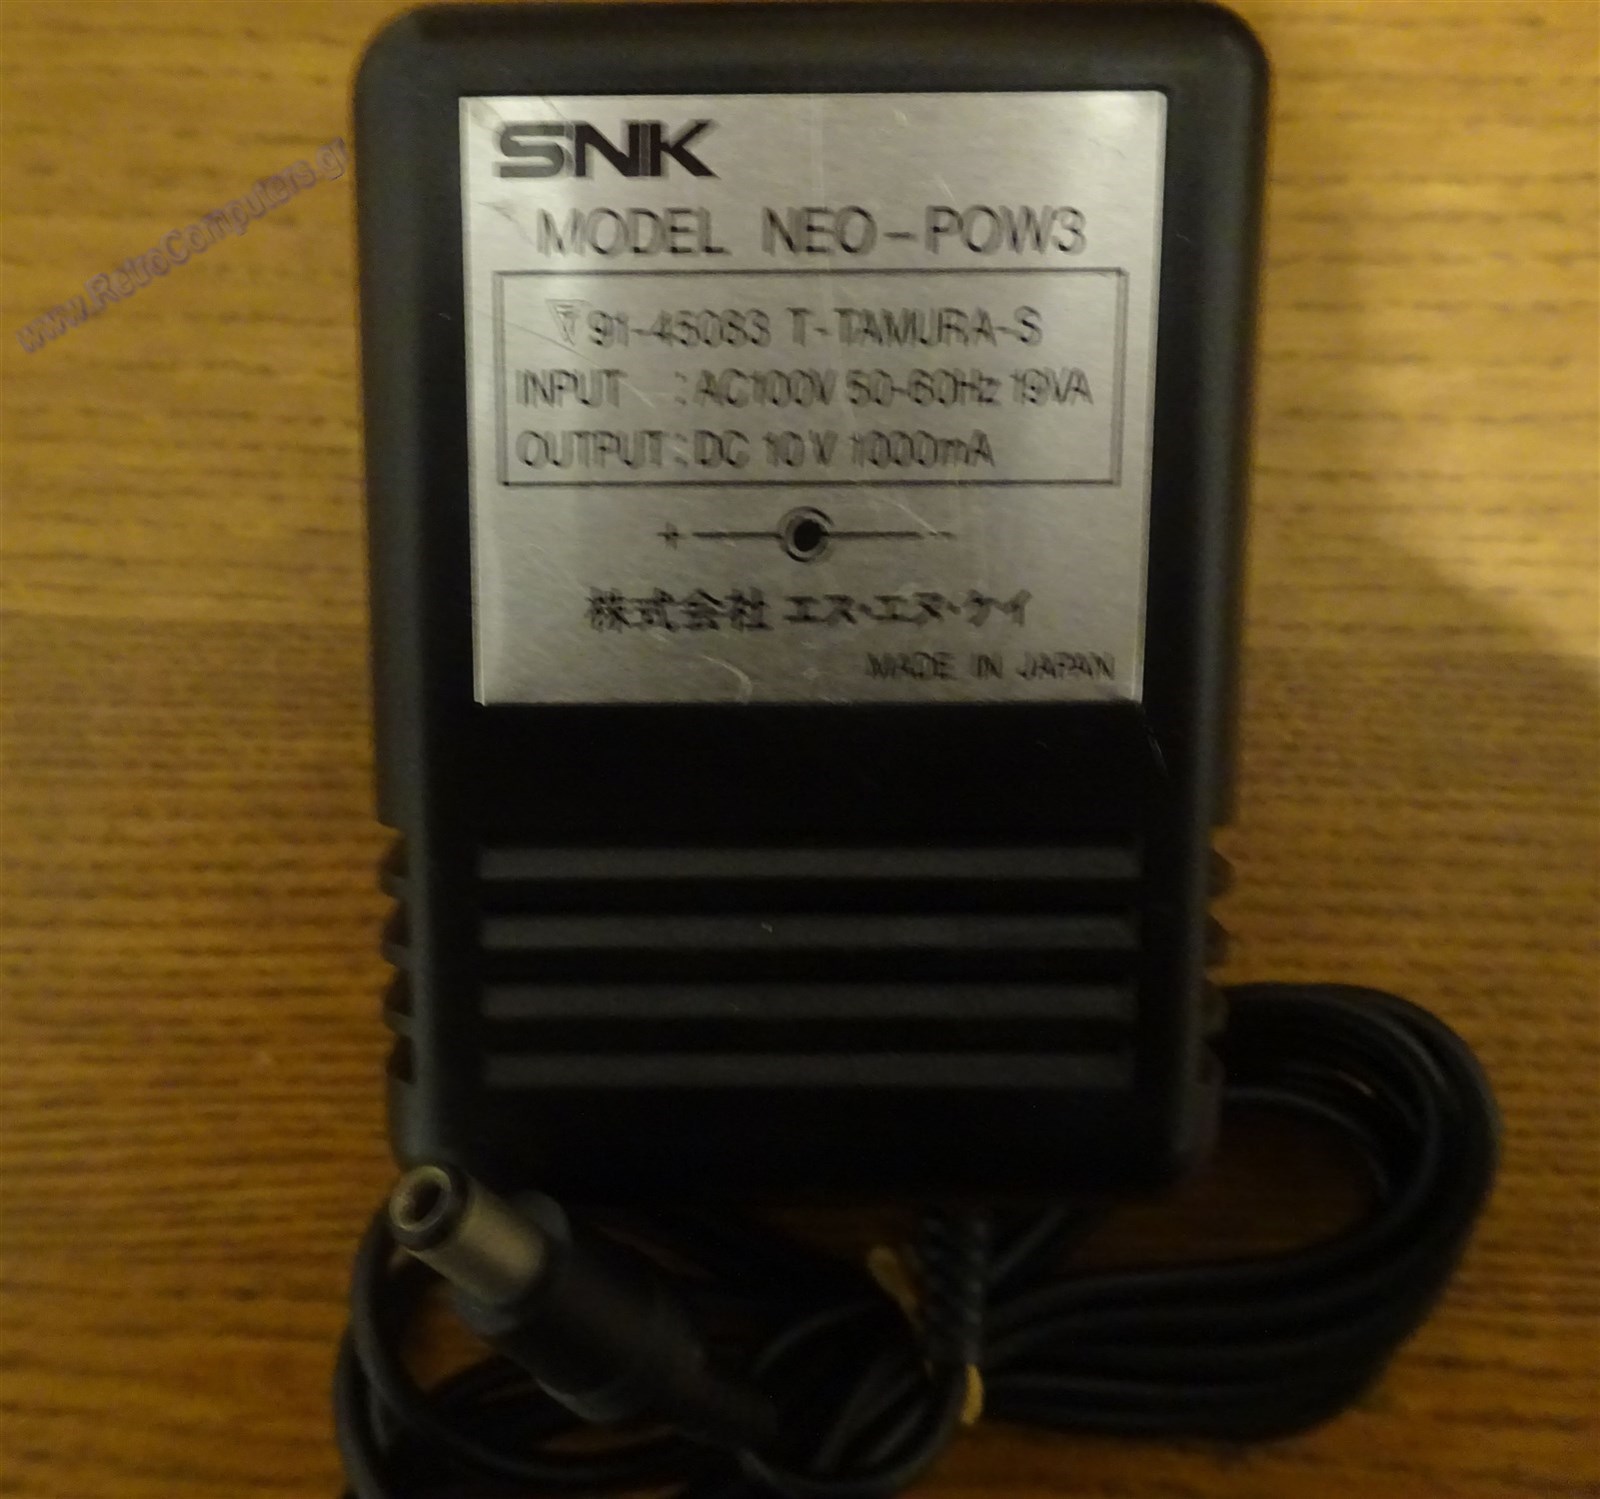 SNK
MODEL NEO-POW3
91-45083 T-TAMURA-S
INPUT : AC100V 50-60Hz 19VA
OUTPUT : DC 10V 1000mA
+ -
株式会社 エス・エヌ・ケイ
MADE IN JAPAN
www.RetroComputers.gr